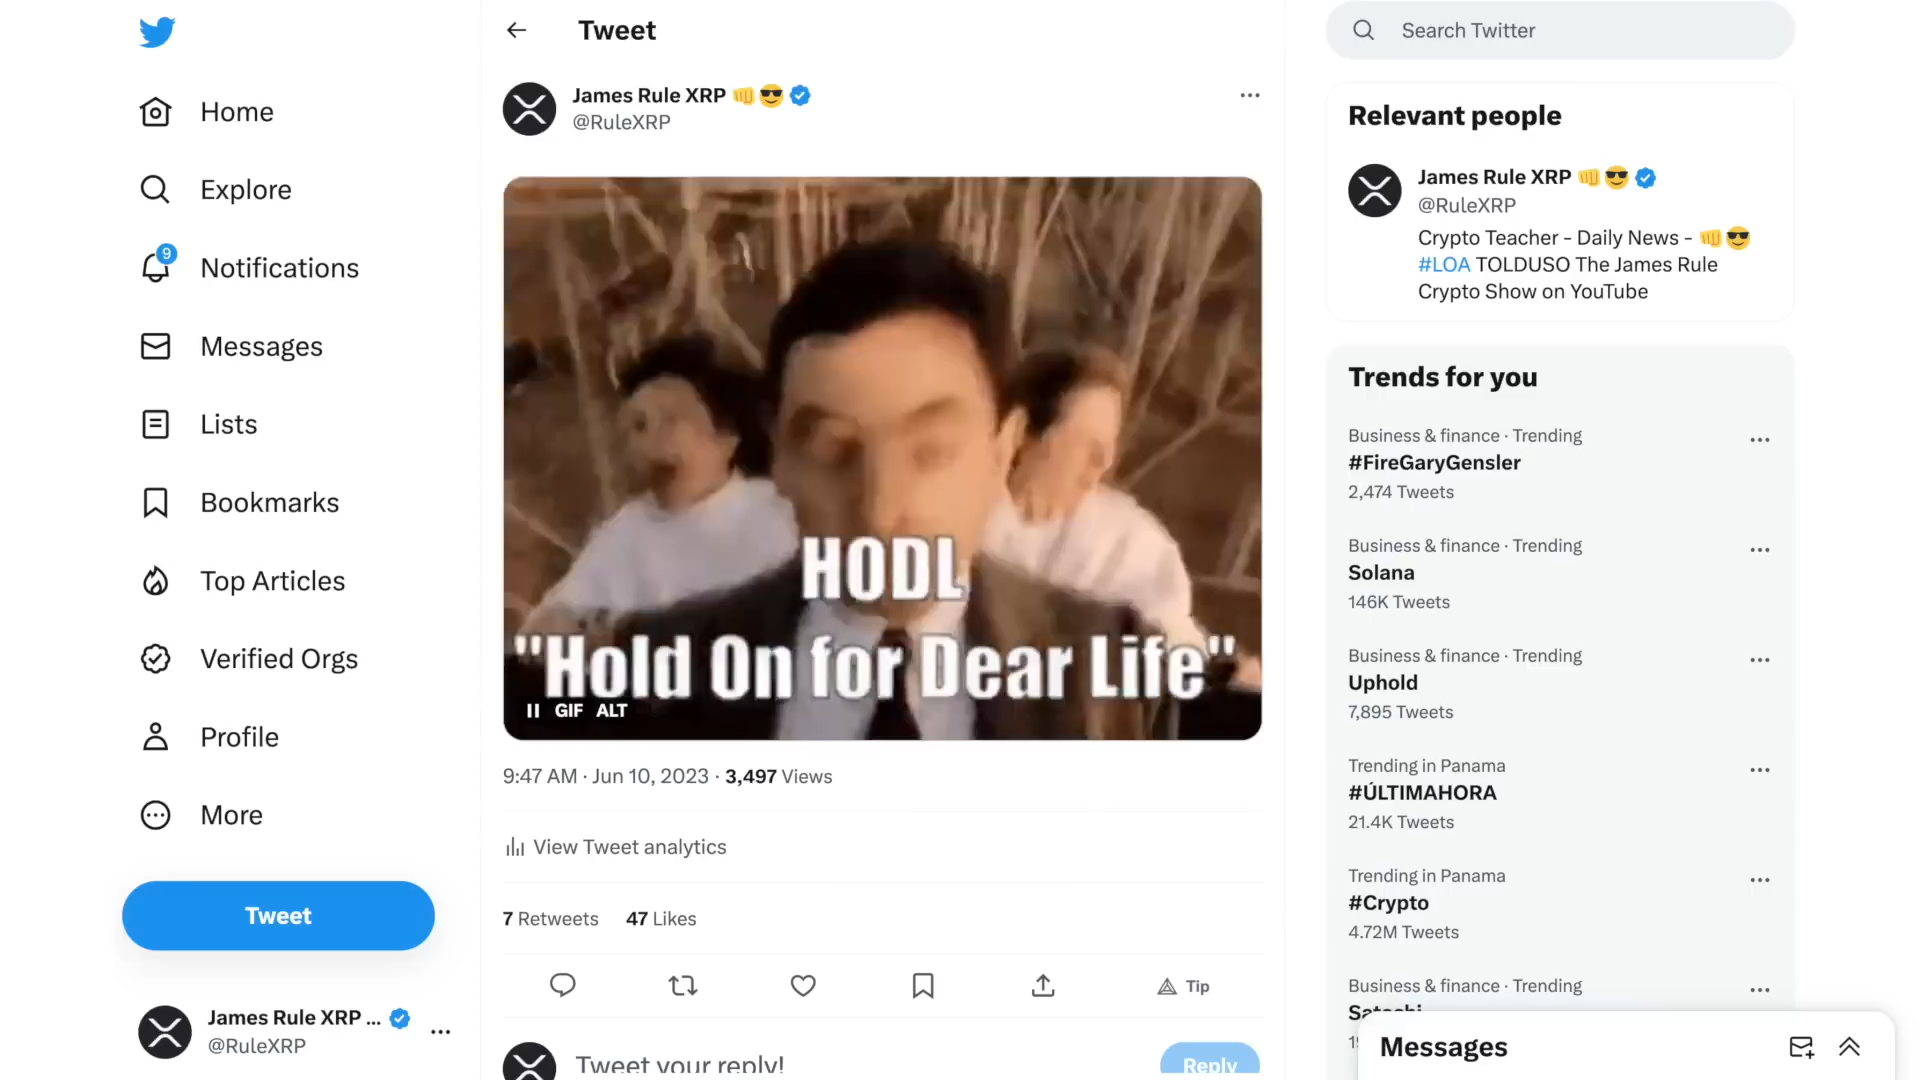 Home
Explore
9
Notifications
Messages
Lists
Bookmarks
Top Articles
Verified Orgs
Profile
More
Tweet
James Rule XRP ...
@RuleXRP
Tweet
James Rule XRP
@RuleXRP
HODL
"Hold On for Dear Life"
GIF ALT
9:47 AM · Jun 10, 2023 · 3,497 Views
View Tweet analytics
7 Retweets 47 Likes
Tip
Tweet your reply!
Reply
Search Twitter
Relevant people
James Rule XRP
@RuleXRP
Crypto Teacher - Daily News - 👊😎
#LOA TOLDUSO The James Rule
Crypto Show on YouTube
Trends for you
Business & finance · Trending
#FireGaryGensler
2,474 Tweets
Business & finance · Trending
Solana
146K Tweets
Business & finance · Trending
Uphold
7,895 Tweets
Trending in Panama
#ÚLTIMAHORA
21.4K Tweets
Trending in Panama
#Crypto
4.72M Tweets
Business & finance · Trending
Satoshi
Messages